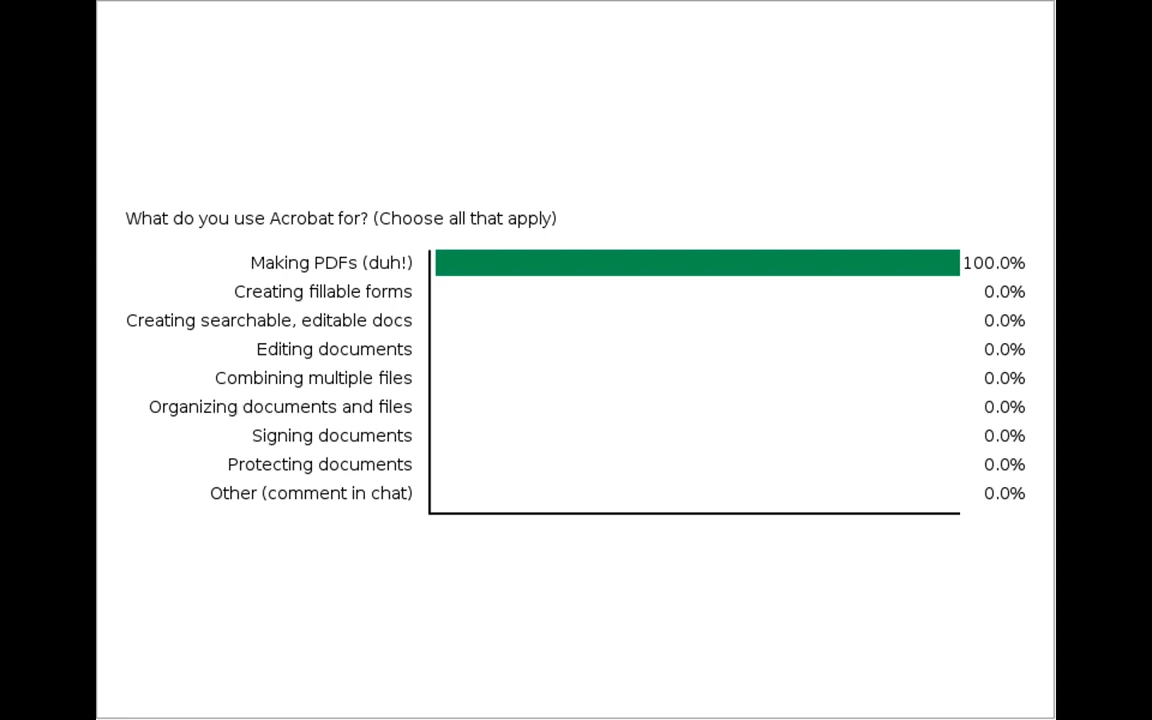 What do you use Acrobat for? (Choose all that apply)
Making PDFs (duh!) 100.0%
Creating fillable forms 0.0%
Creating searchable, editable docs 0.0%
Editing documents 0.0%
Combining multiple files 0.0%
Organizing documents and files 0.0%
Signing documents 0.0%
Protecting documents 0.0%
Other (comment in chat) 0.0%